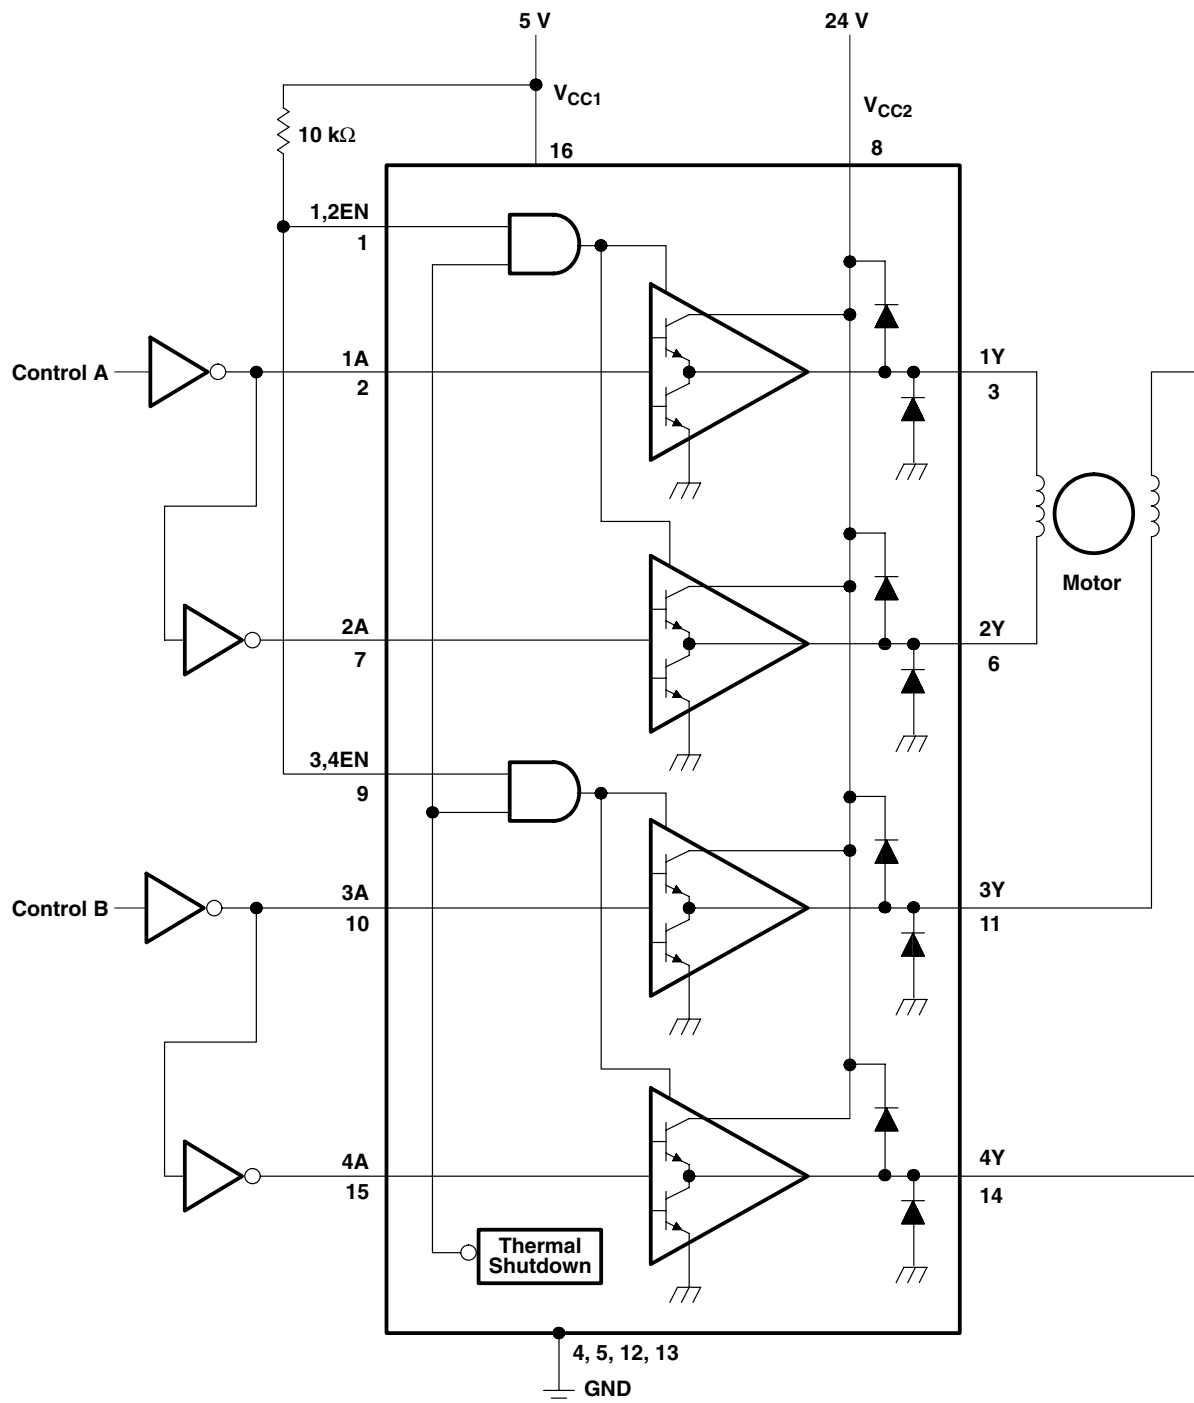 5 V
24 V
VCC1
VCC2
10 kΩ
16
8
1,2EN
1
Control A
1A
2
1Y
3
Motor
2A
7
2Y
6
3,4EN
9
Control B
3A
10
3Y
11
4A
15
4Y
14
Thermal
Shutdown
4, 5, 12, 13
GND